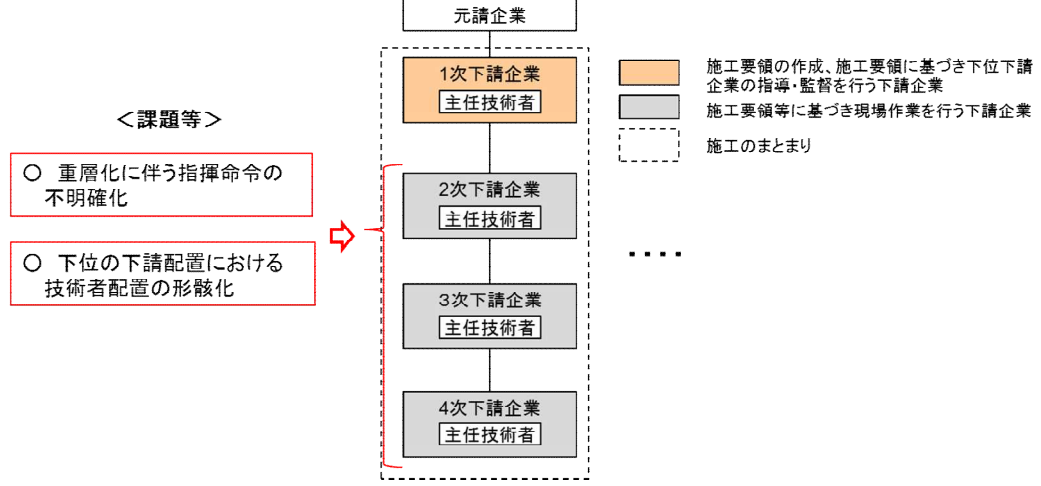 元請企業
1次下請企業
主任技術者
施工要領の作成、施工要領に基づき下位下請
企業の指導・監督を行う下請企業
施工要領等に基づき現場作業を行う下請企業
施工のまとまり
＜課題等＞
○ 重層化に伴う指揮命令の
不明確化
○ 下位の下請配置における
技術者配置の形骸化
2次下請企業
主任技術者
3次下請企業
主任技術者
4次下請企業
主任技術者
････